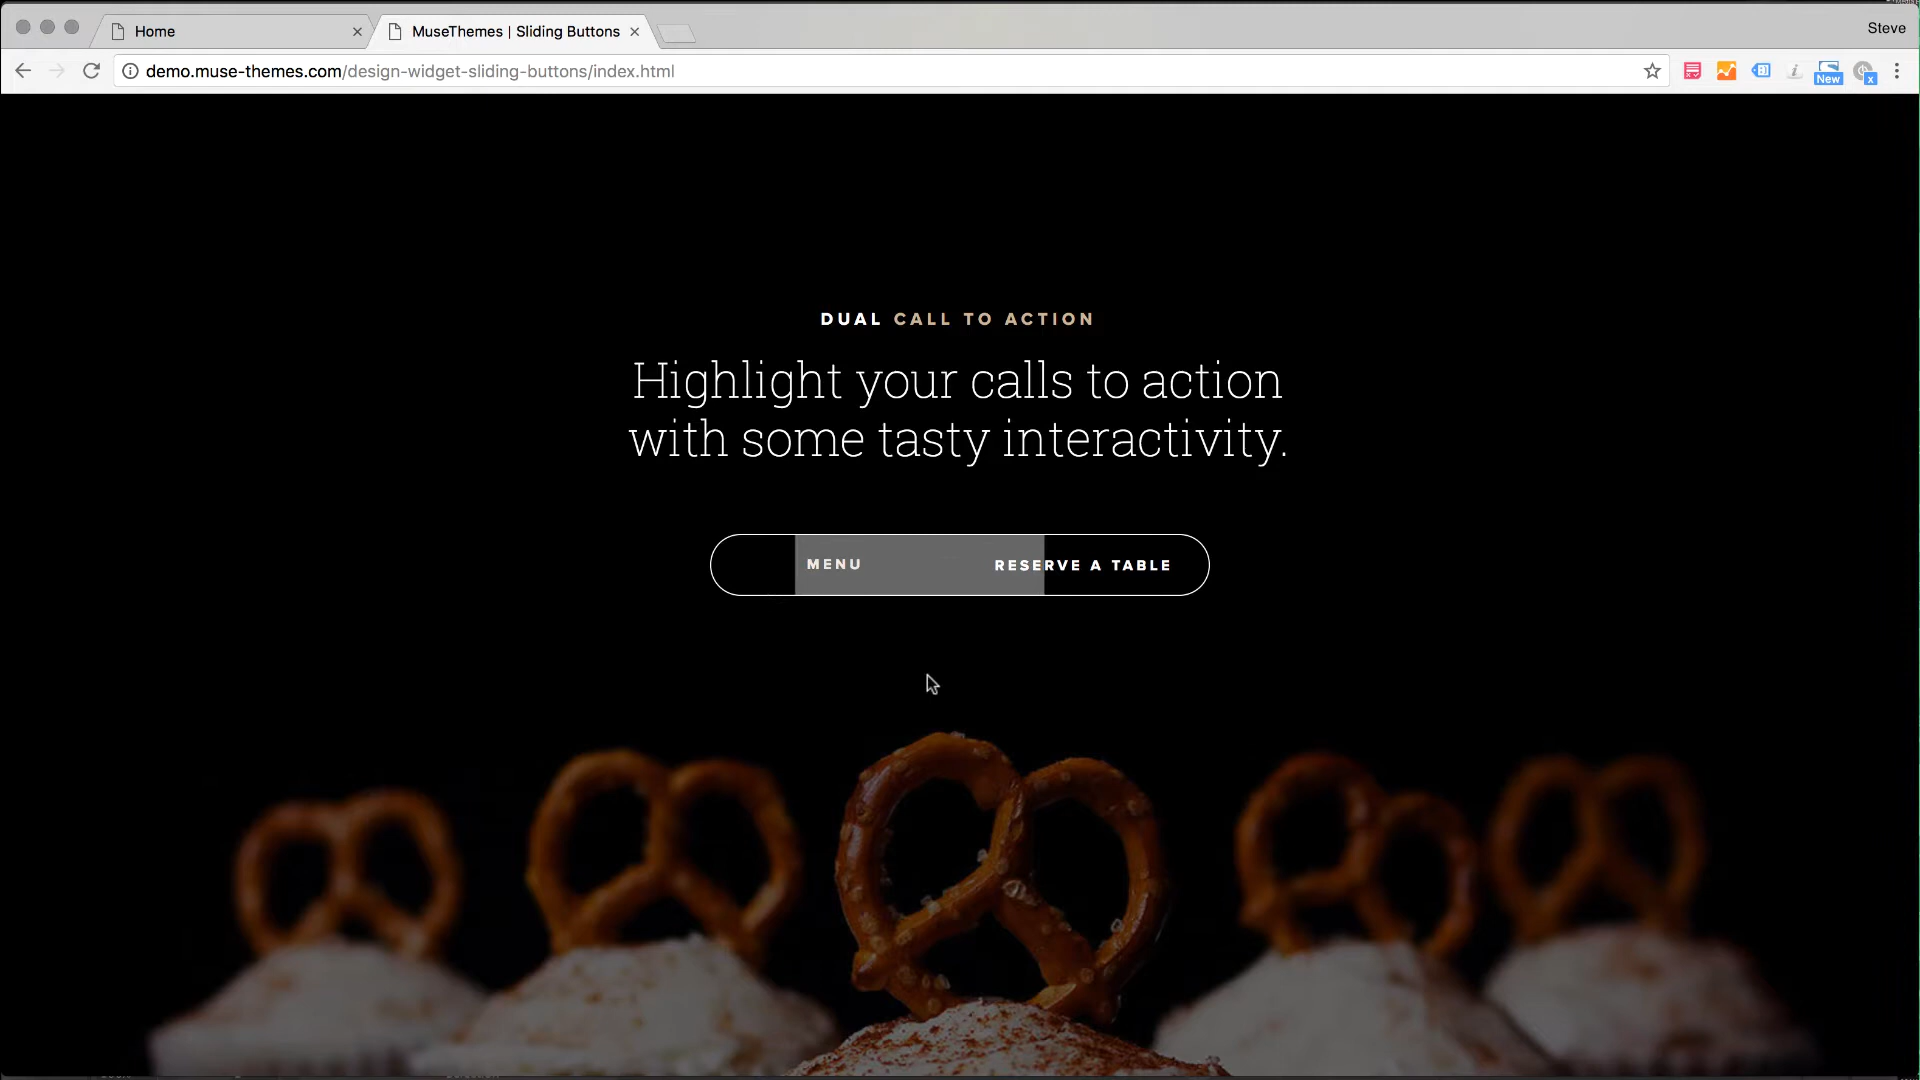 Home
MuseThemes | Sliding Buttons
Steve
demo.muse-themes.com/design-widget-sliding-buttons/index.html
New
x
DUAL CALL TO ACTION
Highlight your calls to action
with some tasty interactivity.
MENU
RESERVE A TABLE